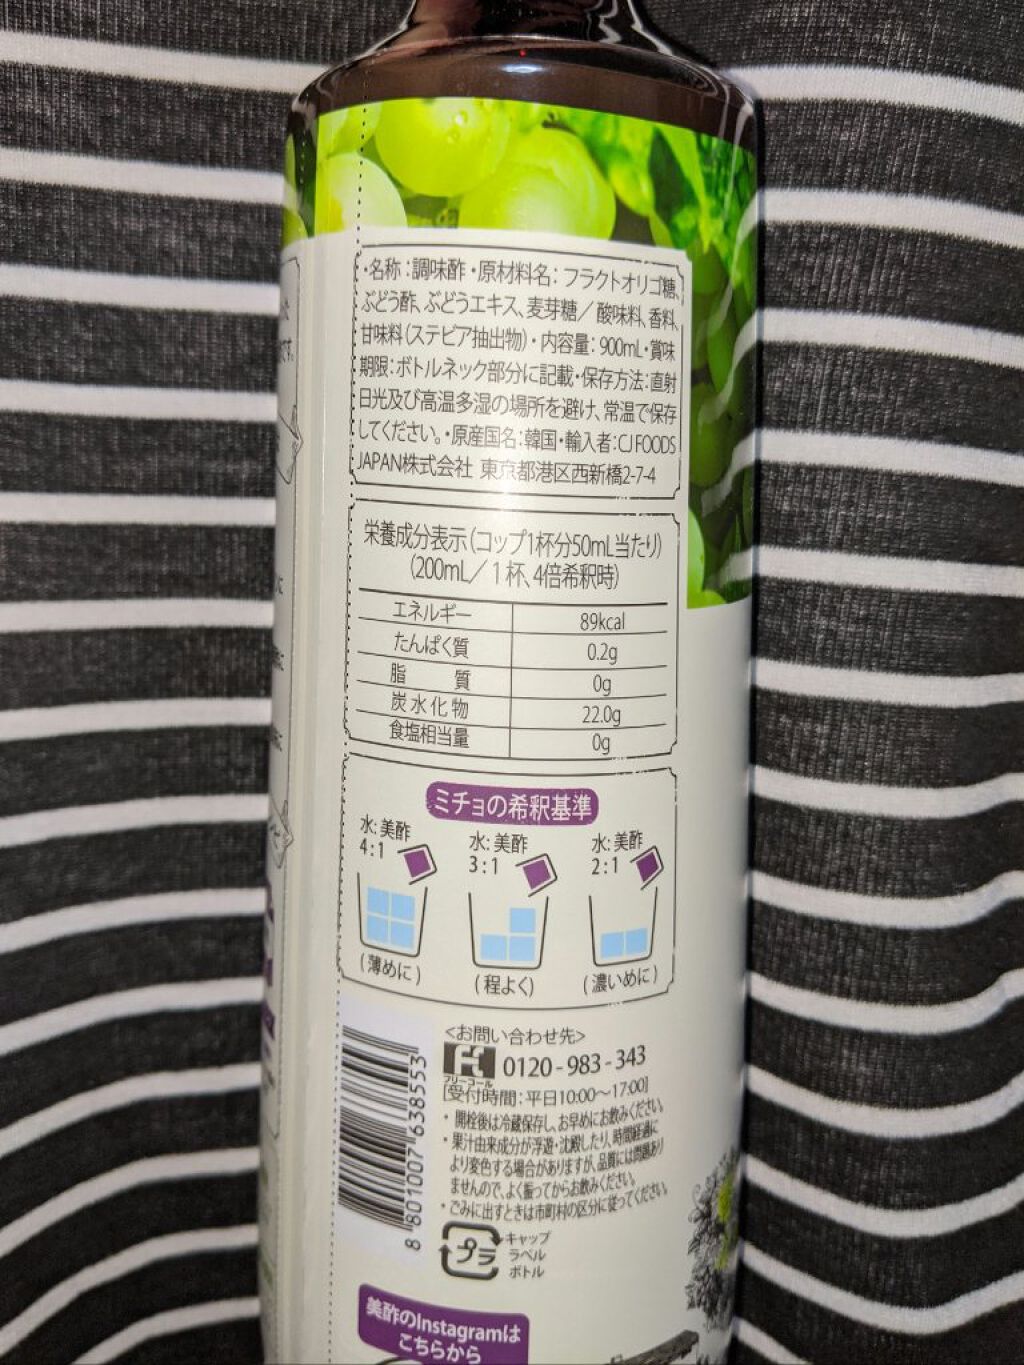 ・名称：調味酢・原材料名：フラクトオリゴ糖、
ぶどう酢、ぶどうエキス、麦芽糖／酸味料、香料、
甘味料（ステビア抽出物）・内容量：900mL・賞味
期限：ボトルネック部分に記載・保存方法：直射
日光及び高温多湿の場所を避け、常温で保存
してください。・原産国名：韓国・輸入者：CJ FOODS
JAPAN株式会社 東京都港区西新橋2-7-4
栄養成分表示（コップ1杯分50mL当たり）
（200mL／1杯、4倍希釈時）
エネルギー 89kcal
たんぱく質 0.2g
脂質 0g
炭水化物 22.0g
食塩相当量 0g
ミチョの希釈基準
水：美酢 4：1
水：美酢 3：1
水：美酢 2：1
（薄めに）
（程よく）
（濃いめに）
<お問い合わせ先>
フリーコール 0120-983-343
［受付時間：平日10:00～17:00］
・開栓後は冷蔵保存し、お早めにお飲みください。
・果汁由来成分が浮遊・沈殿したり、時間経過に
より変色する場合がありますが、品質には問題あり
ませんので、よく振ってからお飲みください。
・ごみに出すときは市町村の区分に従ってください。
8 801007 638553
プラ
キャップ
ラベル
ボトル
美酢のInstagramは
こちらから